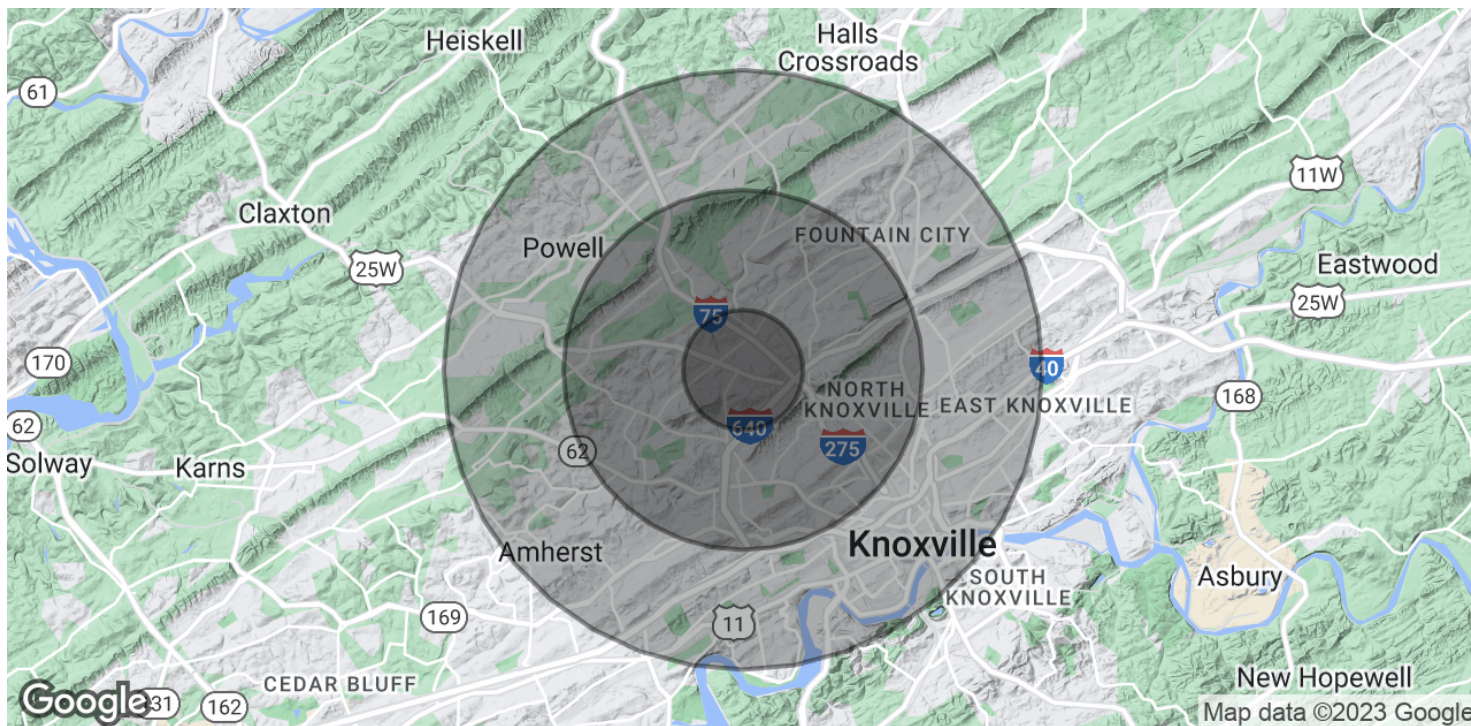 Heiskell
Halls
Crossroads
61
11W
Claxton
Powell
FOUNTAIN CITY
25W
Eastwood
25W
75
170
40
NORTH
KNOXVILLE
EAST KNOXVILLE
168
62
640
275
62
Solway
Karns
Amherst
Knoxville
SOUTH
KNOXVILLE
Asbury
169
11
CEDAR BLUFF
New Hopewell
Google
31
162
Map data ©2023 Google